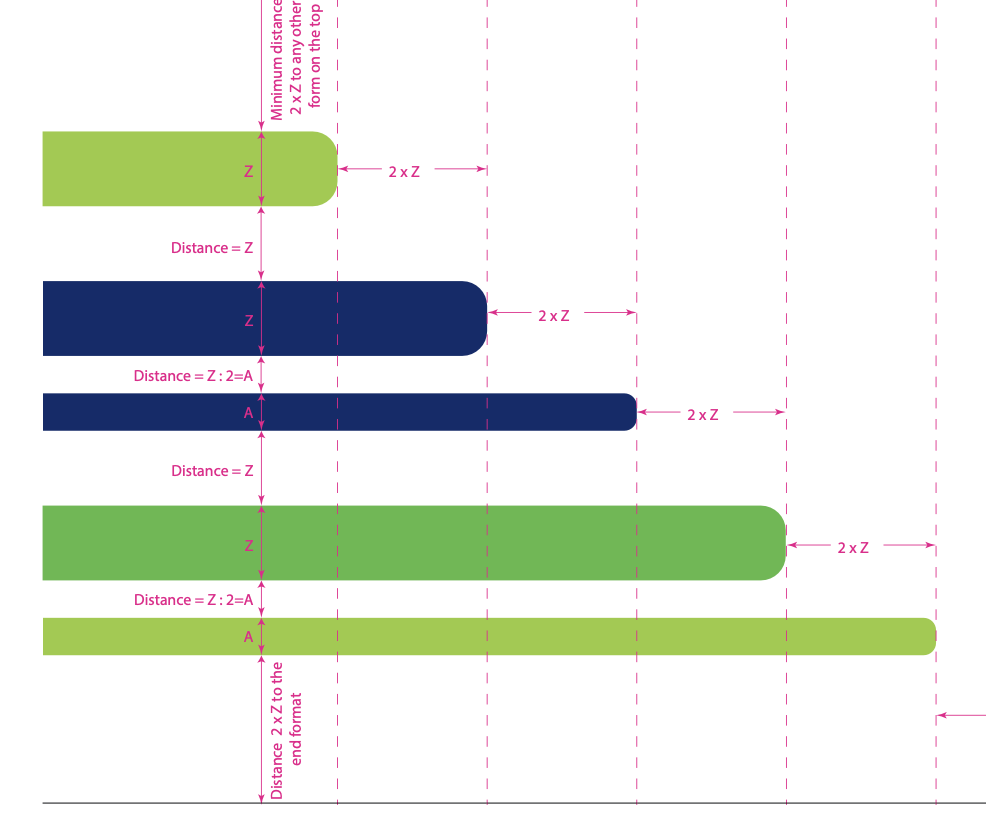 Minimum distance
2 x Z to any other
form on the top
Z
2 x Z
Distance = Z
Z
2 x Z
Distance = Z : 2=A
A
2 x Z
Distance = Z
Z
2 x Z
Distance = Z : 2=A
A
Distance 2 x Z to the
end format